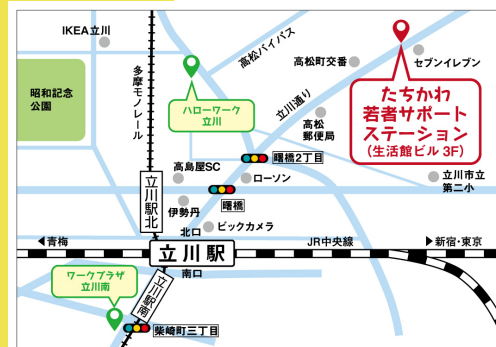 IKEA立川
高松バイパス
高松町交番
セブンイレブン
たちかわ
若者サポート
ステーション
(生活館ビル 3F)
昭和記念
公園
多摩モノレール
ハローワーク
立川
立川通り
高松
郵便局
曙橋2丁目
高島屋SC
ローソン
立川市立
第二小
立川駅北
伊勢丹
曙橋
北口
ビックカメラ
青梅
立川駅
JR中央線
新宿・東京
南口
ワークプラザ
立川南
立川駅南
柴崎町三丁目